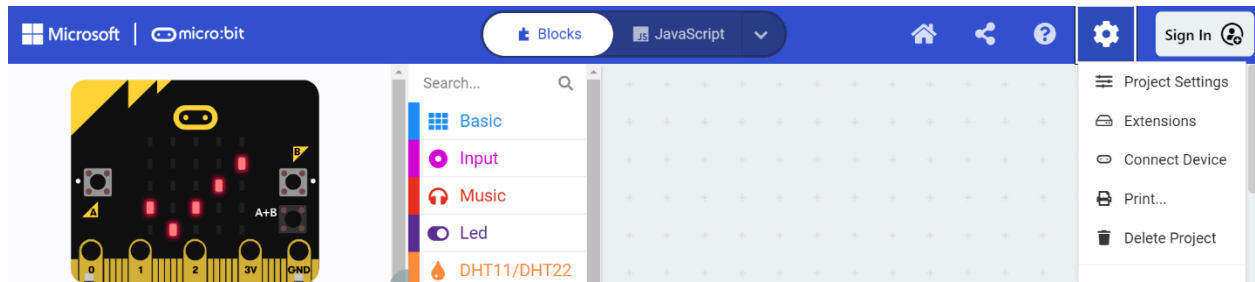 Microsoft micro:bit Blocks JS JavaScript Sign In
Search...
Basic
Input
Music
Led
DHT11/DHT22
B
A
A+B
0 1 2 3V GND
Project Settings
Extensions
Connect Device
Print...
Delete Project